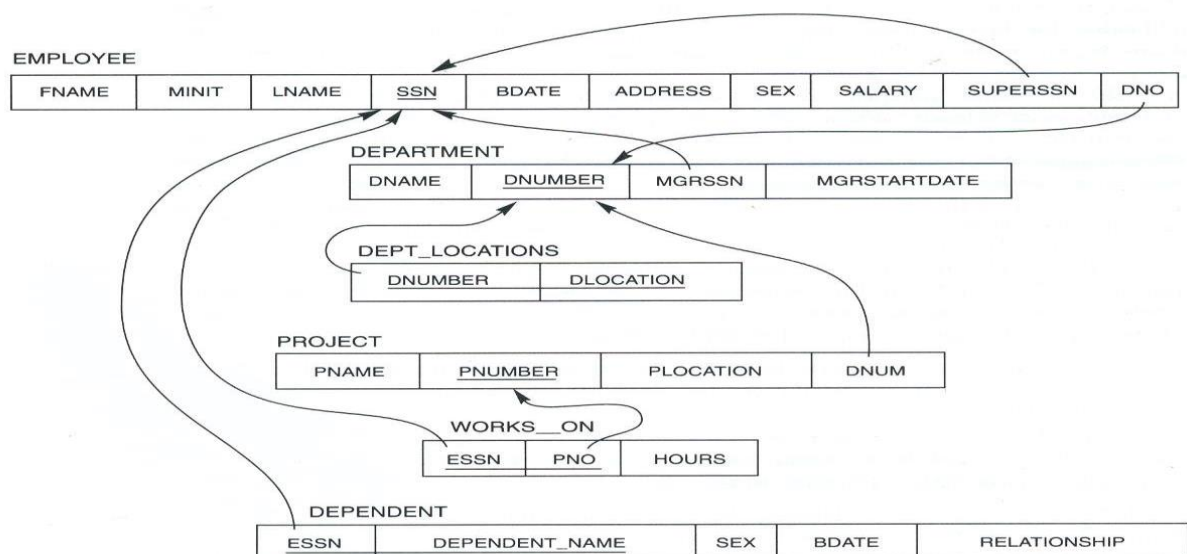 EMPLOYEE
FNAME MINIT LNAME SSN BDATE ADDRESS SEX SALARY SUPERSSN DNO
DEPARTMENT
DNAME DNUMBER MGRSSN MGRSTARTDATE
DEPT_LOCATIONS
DNUMBER DLOCATION
PROJECT
PNAME PNUMBER PLOCATION DNUM
WORKS__ON
ESSN PNO HOURS
DEPENDENT
ESSN DEPENDENT_NAME SEX BDATE RELATIONSHIP